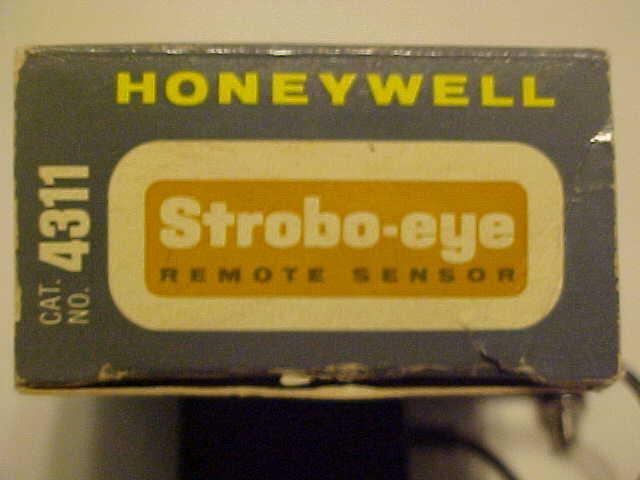 HONEYWELL
CAT. NO. 4311
Strobo-eye
REMOTE SENSOR